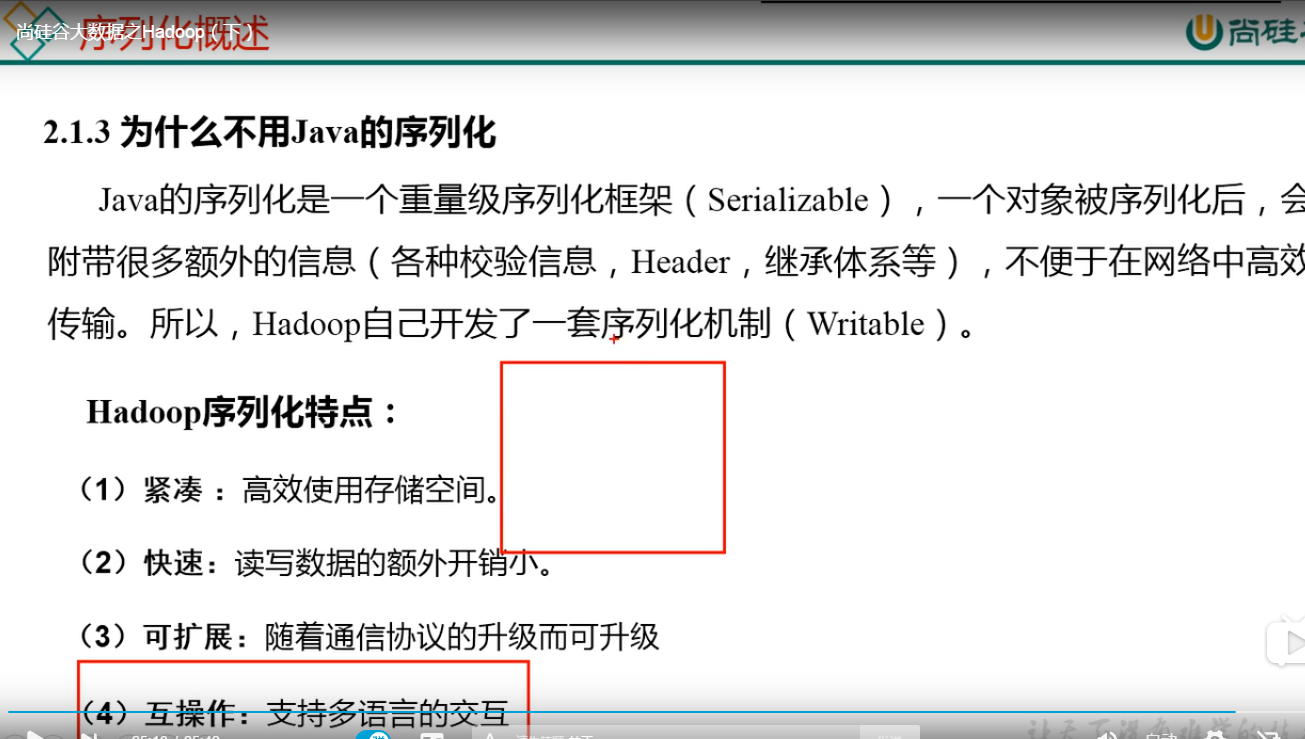 尚硅谷大数据之Hadoop（下）
序列化概述
尚硅
2.1.3 为什么不用Java的序列化
Java的序列化是一个重量级序列化框架（Serializable），一个对象被序列化后，会
附带很多额外的信息（各种校验信息，Header，继承体系等），不便于在网络中高效
传输。所以，Hadoop自己开发了一套序列化机制（Writable）。
Hadoop序列化特点：
（1）紧凑 ：高效使用存储空间。
（2）快速：读写数据的额外开销小。
（3）可扩展：随着通信协议的升级而可升级
（4）互操作：支持多语言的交互
自动